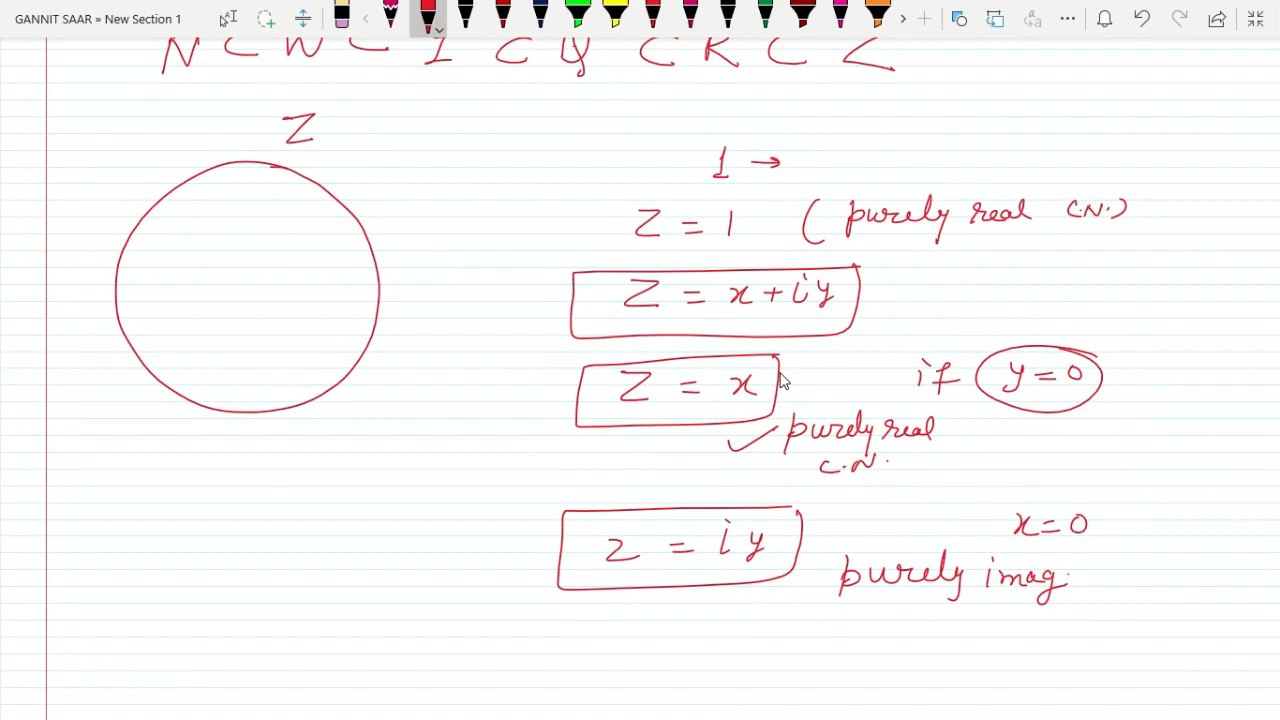 GANNIT SAAR » New Section 1
N C W C I C Q C R C Z
Z
1 →
Z = 1 ( purely real C.N.)
Z = x + iy
Z = x if y = 0
✓ purely real
C.N.
z = iy x = 0
purely imag.